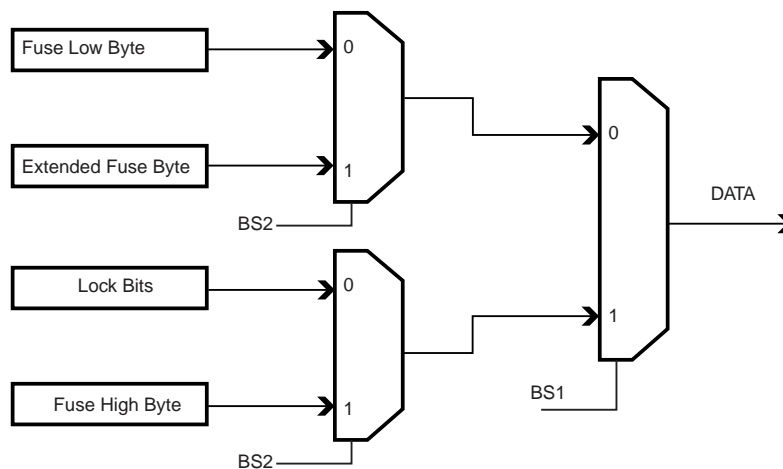 Fuse Low Byte
0
Extended Fuse Byte
1
BS2
0
DATA
Lock Bits
0
1
Fuse High Byte
1
BS1
BS2